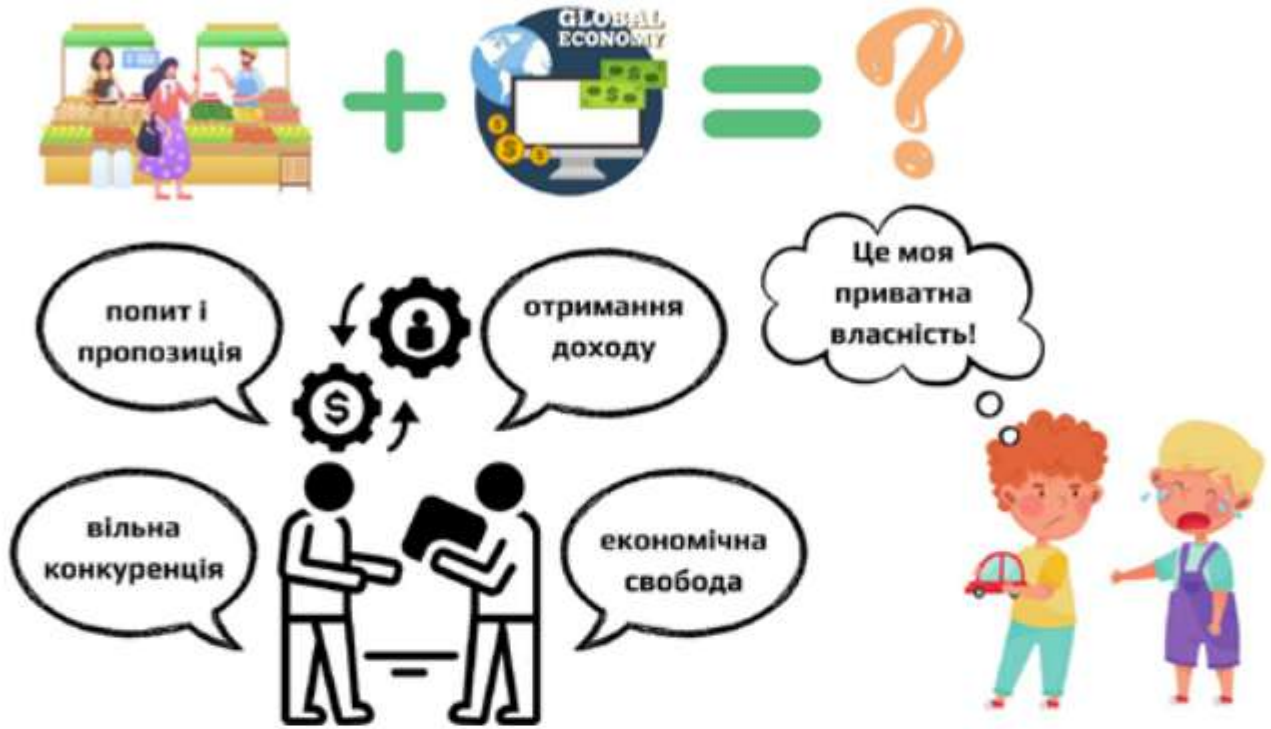 GLOBAL
ECONOMY
попит і
пропозиція
отримання
доходу
Це моя
приватна
власність!
вільна
конкуренція
економічна
свобода